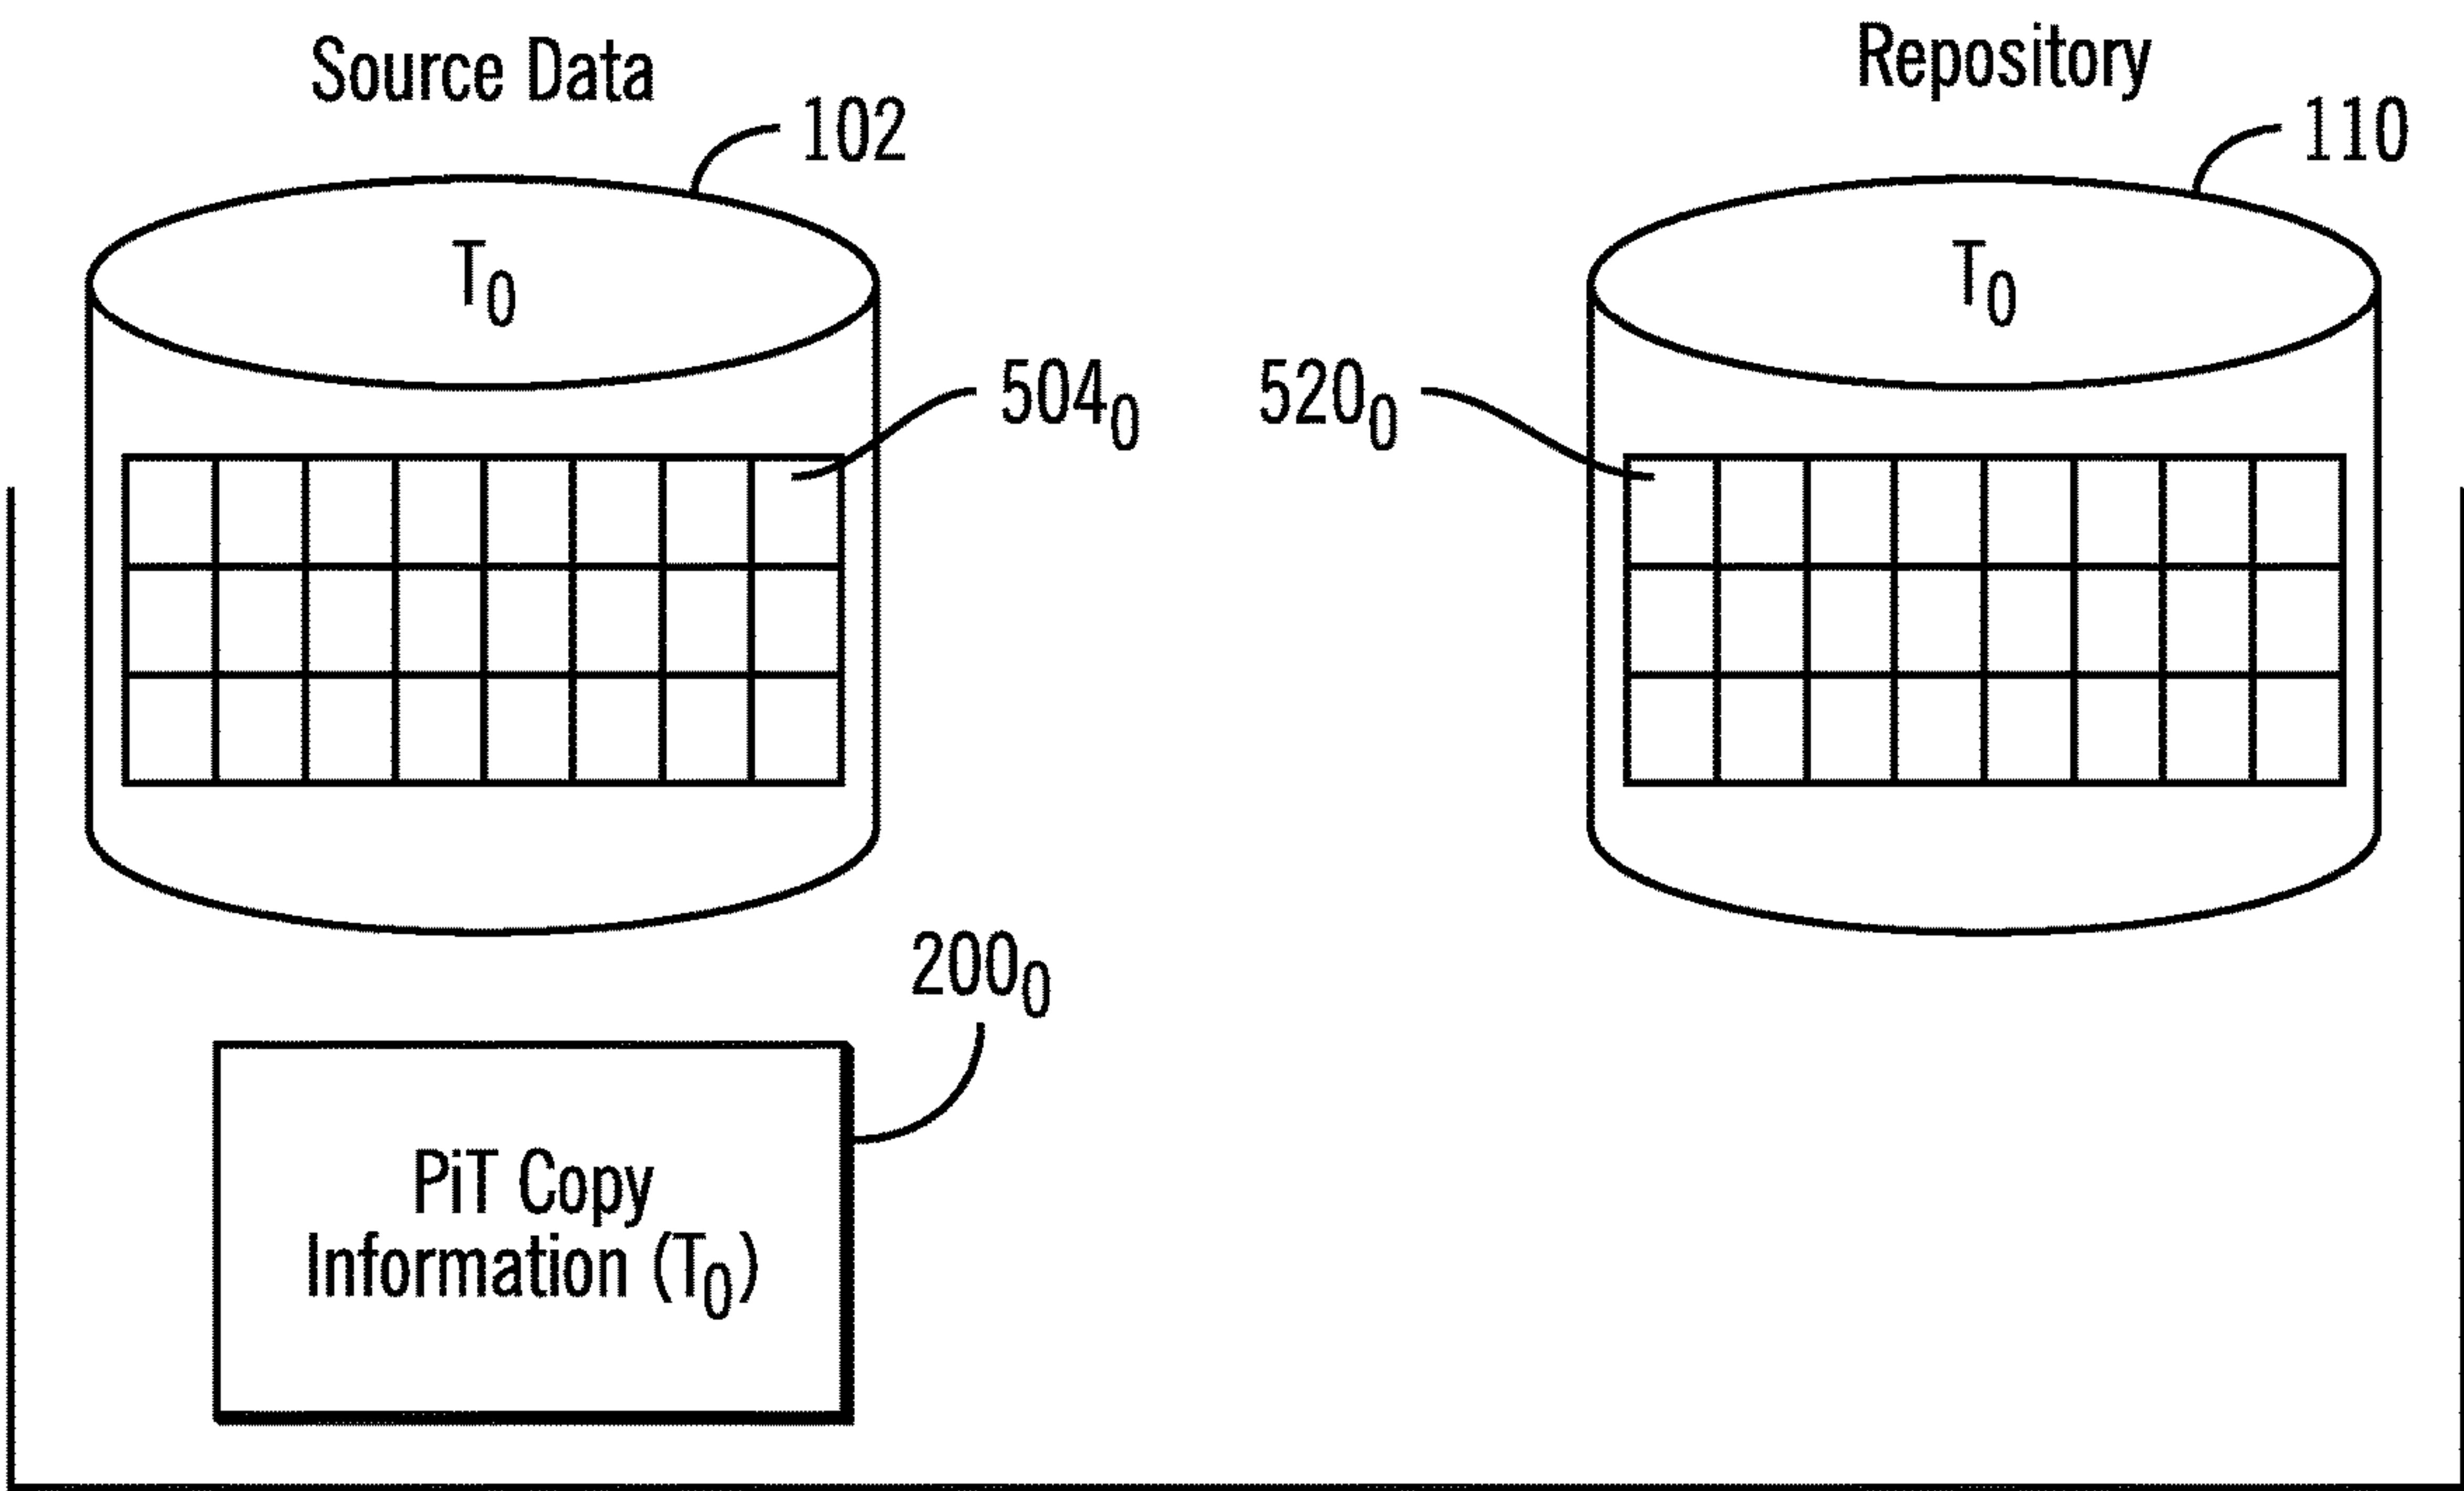 Source Data
Repository
102
110
T0
T0
5040
5200
2000
PiT Copy
Information (T0)